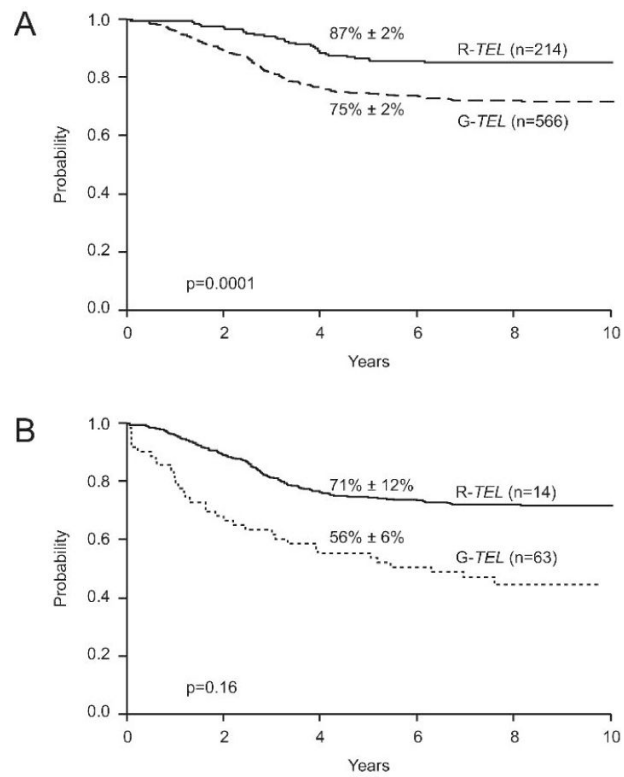 A
1.0
0.8
0.6
0.4
0.2
0.0
Probability
87% ± 2%
R-TEL (n=214)
75% ± 2%
G-TEL (n=566)
p=0.0001
0 2 4 6 8 10
Years
B
1.0
0.8
0.6
0.4
0.2
0.0
Probability
71% ± 12%
R-TEL (n=14)
56% ± 6%
G-TEL (n=63)
p=0.16
0 2 4 6 8 10
Years